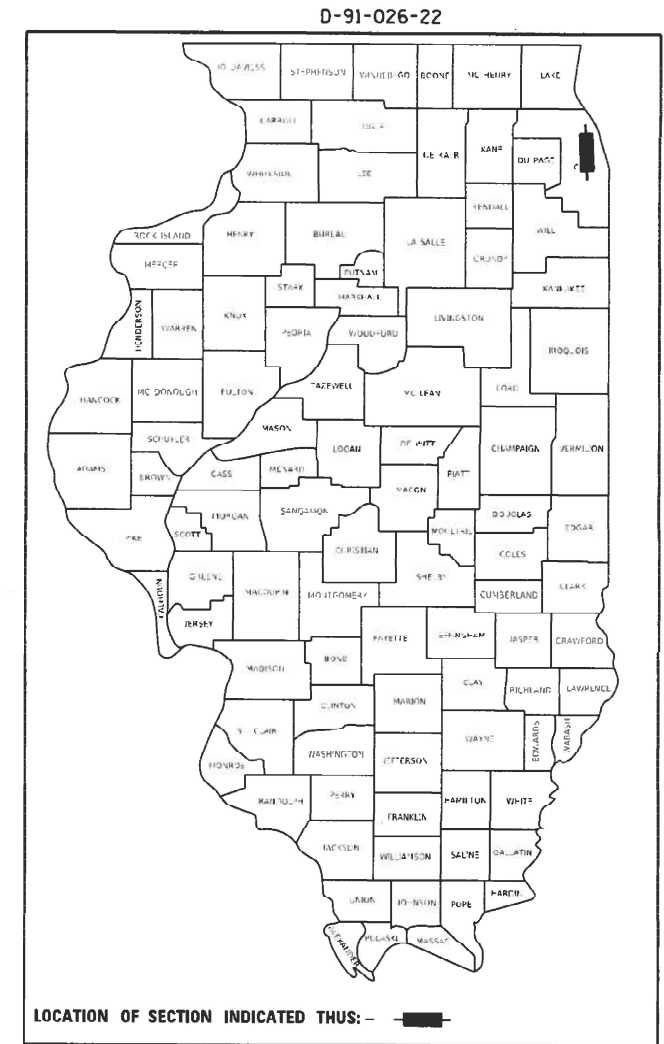 D-91-026-22
JO DAVIESS STEPHENSON WINNEBAGO BOONE MC HENRY LAKE
CARROLL OGLE
DE KALB KANE DU PAGE
WHITESIDE LEE
KENDALL
ROCK ISLAND HENRY BUREAU LA SALLE WILL
MERCER PUTNAM GRUNDY
STARK MARSHALL KANKAKEE
HENDERSON WARREN KNOX PEORIA WOODFORD LIVINGSTON
IROQUOIS
HANCOCK MC DONOUGH FULTON TAZEWELL MC LEAN FORD
MASON
SCHUYLER LOGAN DE WITT CHAMPAIGN VERMILION
ADAMS BROWN CASS MENARD PIATT
MACON
PIKE SCOTT MORGAN SANGAMON MOULTRIE DOUGLAS EDGAR
CHRISTIAN COLES
CALHOUN GREENE MACOUPIN MONTGOMERY SHELBY CUMBERLAND CLARK
JERSEY FAYETTE EFFINGHAM JASPER CRAWFORD
MADISON BOND
CLAY RICHLAND LAWRENCE
CLINTON MARION
ST. CLAIR WAYNE EDWARDS WABASH
MONROE WASHINGTON JEFFERSON
RANDOLPH PERRY HAMILTON WHITE
FRANKLIN
JACKSON WILLIAMSON SALINE GALLATIN
UNION JOHNSON POPE HARDIN
ALEXANDER PULASKI MASSAC
LOCATION OF SECTION INDICATED THUS: –